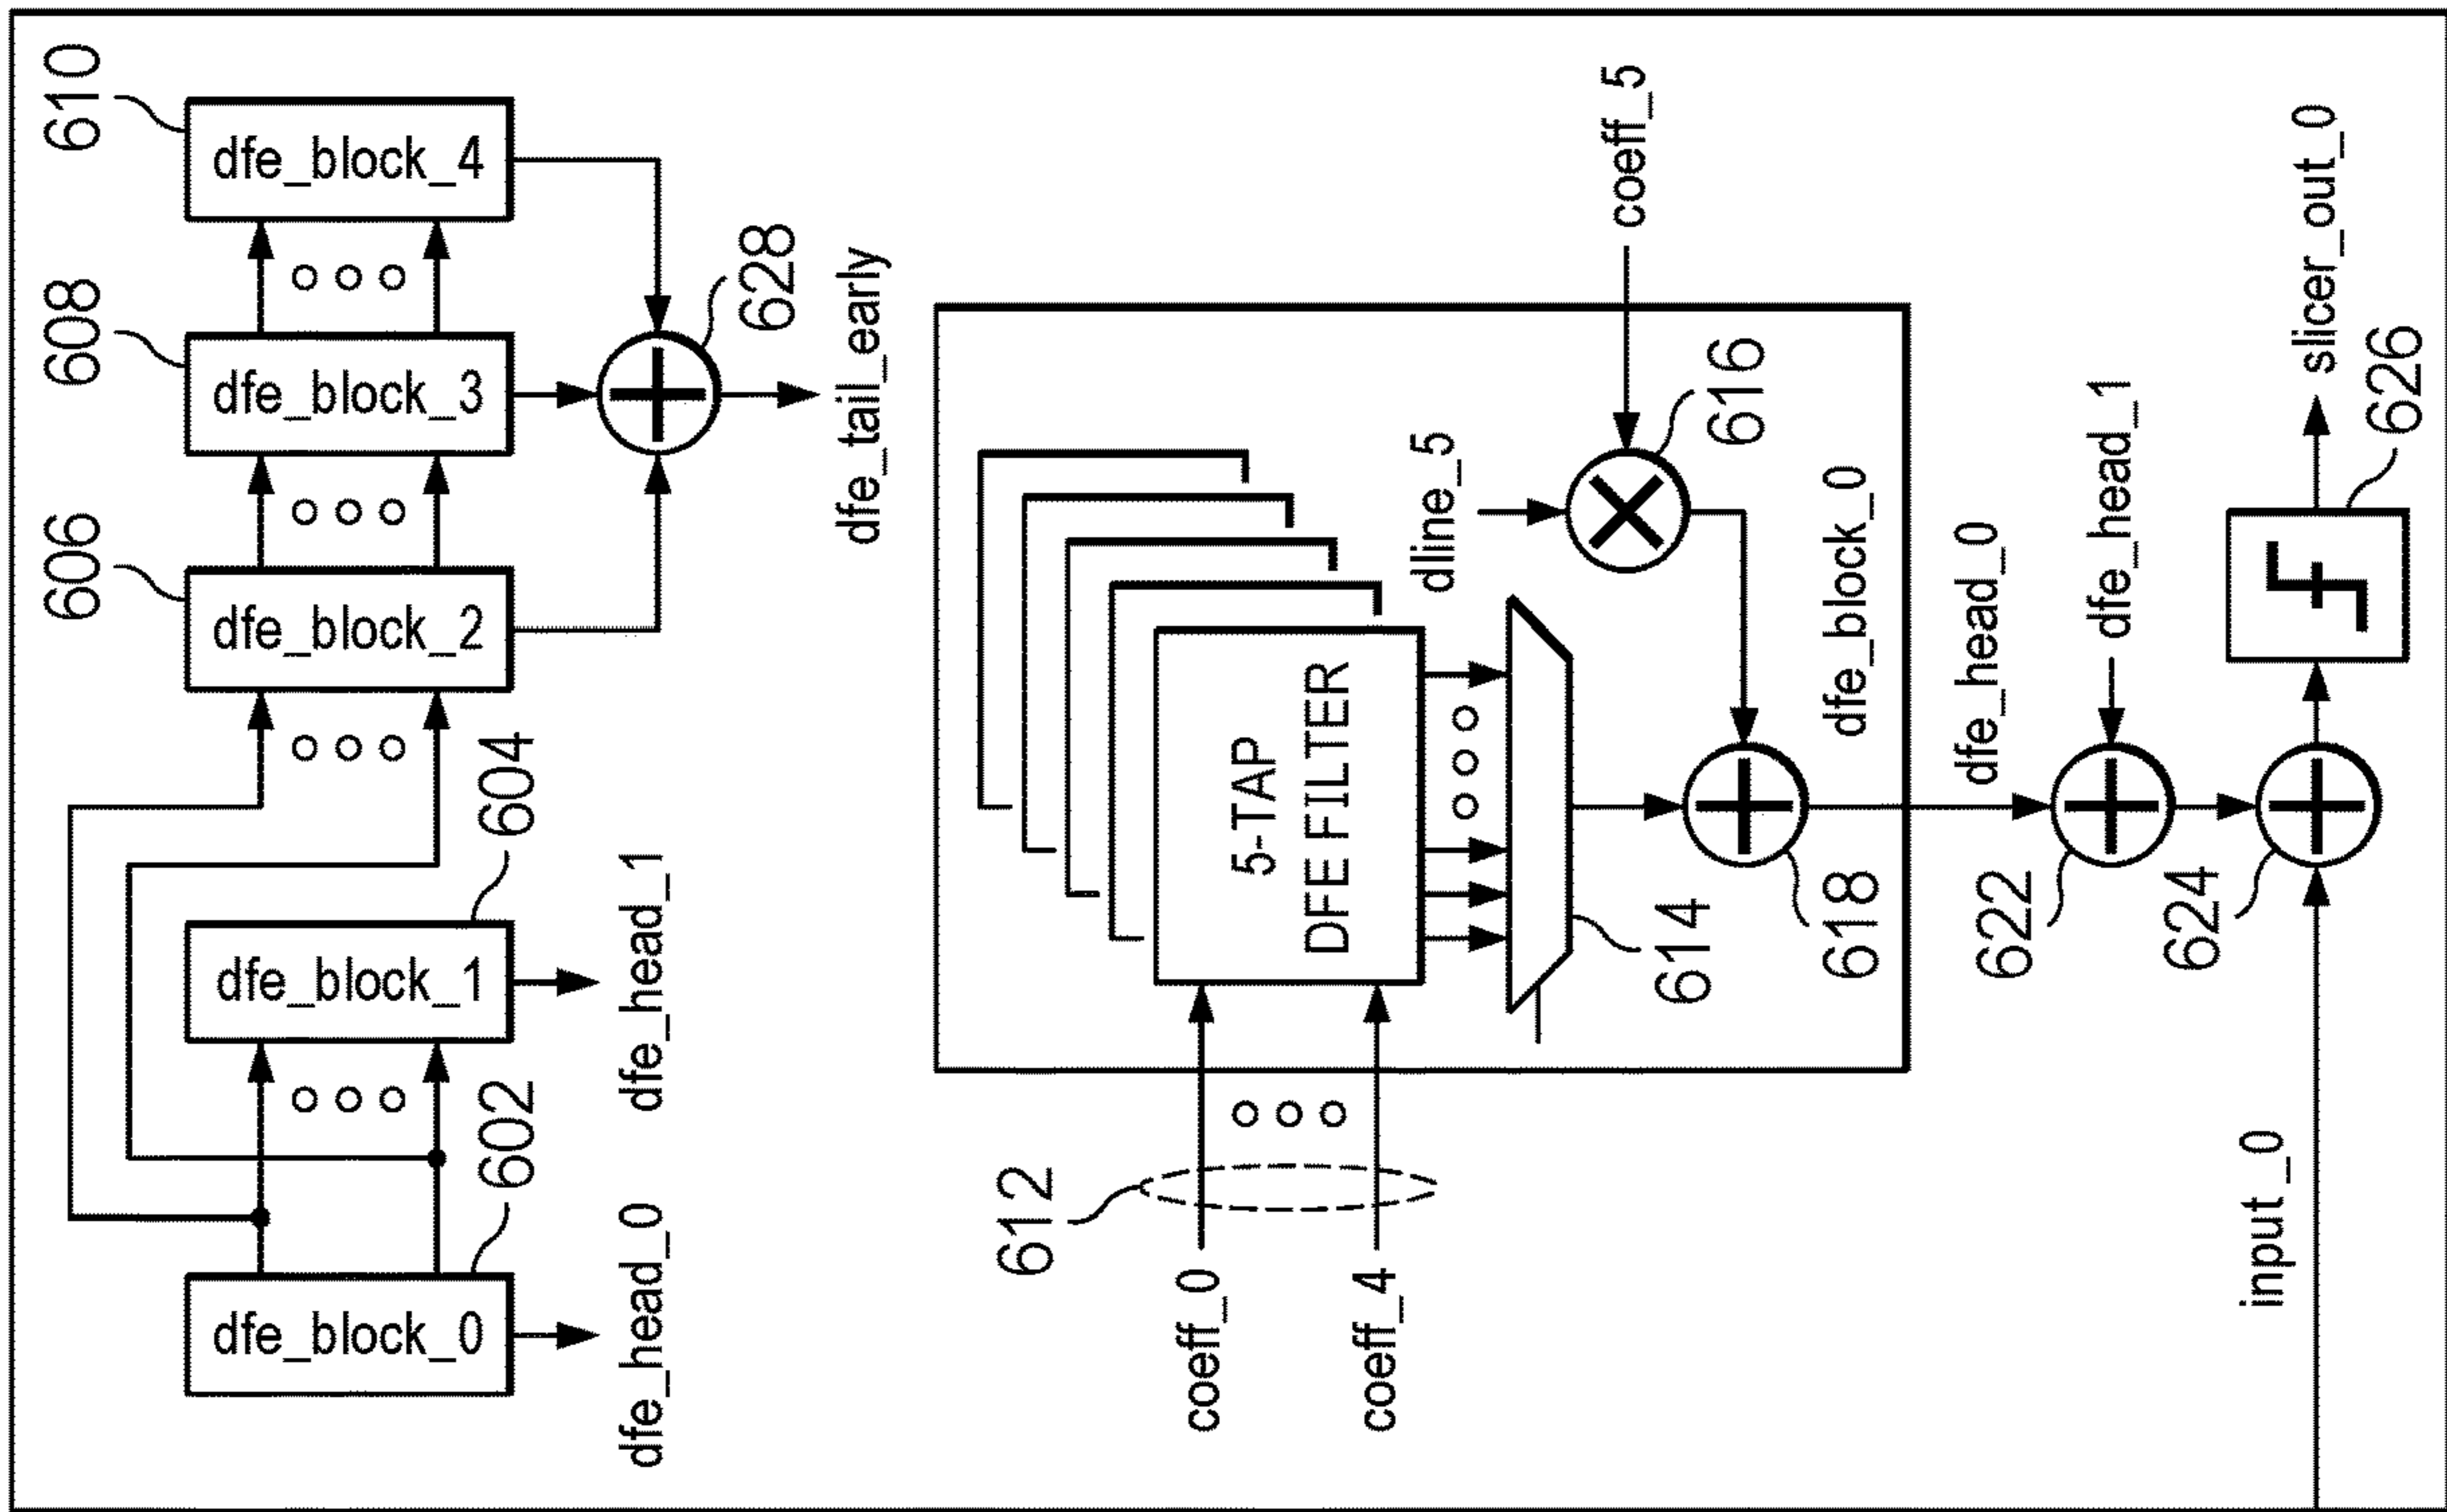 602
604
606
608
610
dfe_block_0
dfe_block_1
dfe_block_2
dfe_block_3
dfe_block_4
dfe_head_0
dfe_head_1
628
dfe_tail_early
612
coeff_0
coeff_4
5-TAP
DFE FILTER
dline_5
coeff_5
614
616
618
dfe_block_0
dfe_head_0
622
dfe_head_1
624
input_0
slicer_out_0
626